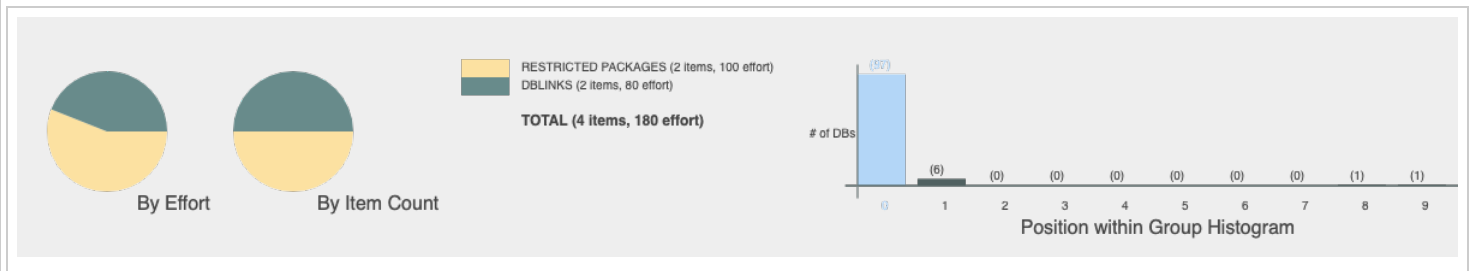 RESTRICTED PACKAGES (2 items, 100 effort)
DBLINKS (2 items, 80 effort)
TOTAL (4 items, 180 effort)
By Effort
By Item Count
# of DBs
(97)
(6)
(0)
(0)
(0)
(0)
(0)
(0)
(1)
(1)
0
1
2
3
4
5
6
7
8
9
Position within Group Histogram